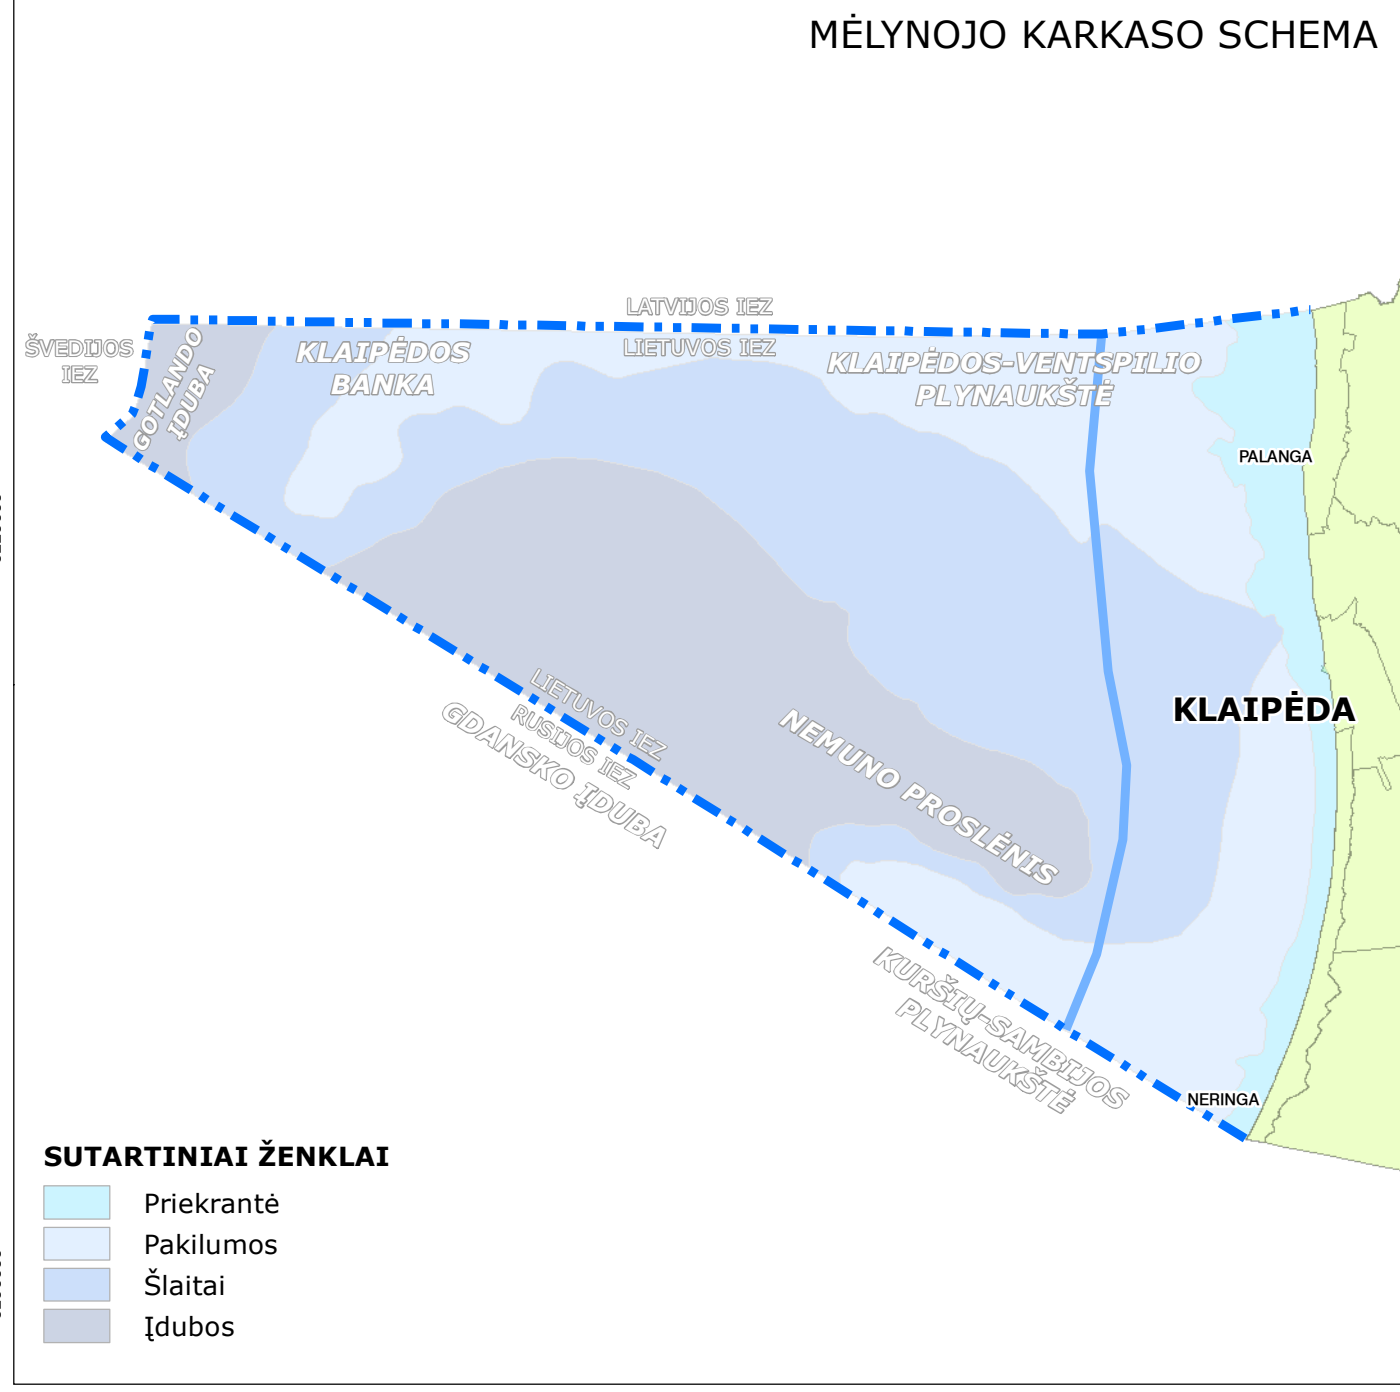 MĖLYNOJO KARKASO SCHEMA
LATVIJOS IEZ
LIETUVOS IEZ
ŠVEDIJOS
IEZ
GOTLANDO
ĮDUBA
KLAIPĖDOS
BANKA
KLAIPĖDOS-VENTSPILIO
PLYNAUKŠTĖ
PALANGA
KLAIPĖDA
LIETUVOS IEZ
RUSIJOS IEZ
GDANSKO ĮDUBA
NEMUNO PROSLĖNIS
KURŠIŲ-SAMBIJOS
PLYNAUKŠTĖ
NERINGA
SUTARTINIAI ŽENKLAI
Priekrantė
Pakilumos
Šlaitai
Įdubos